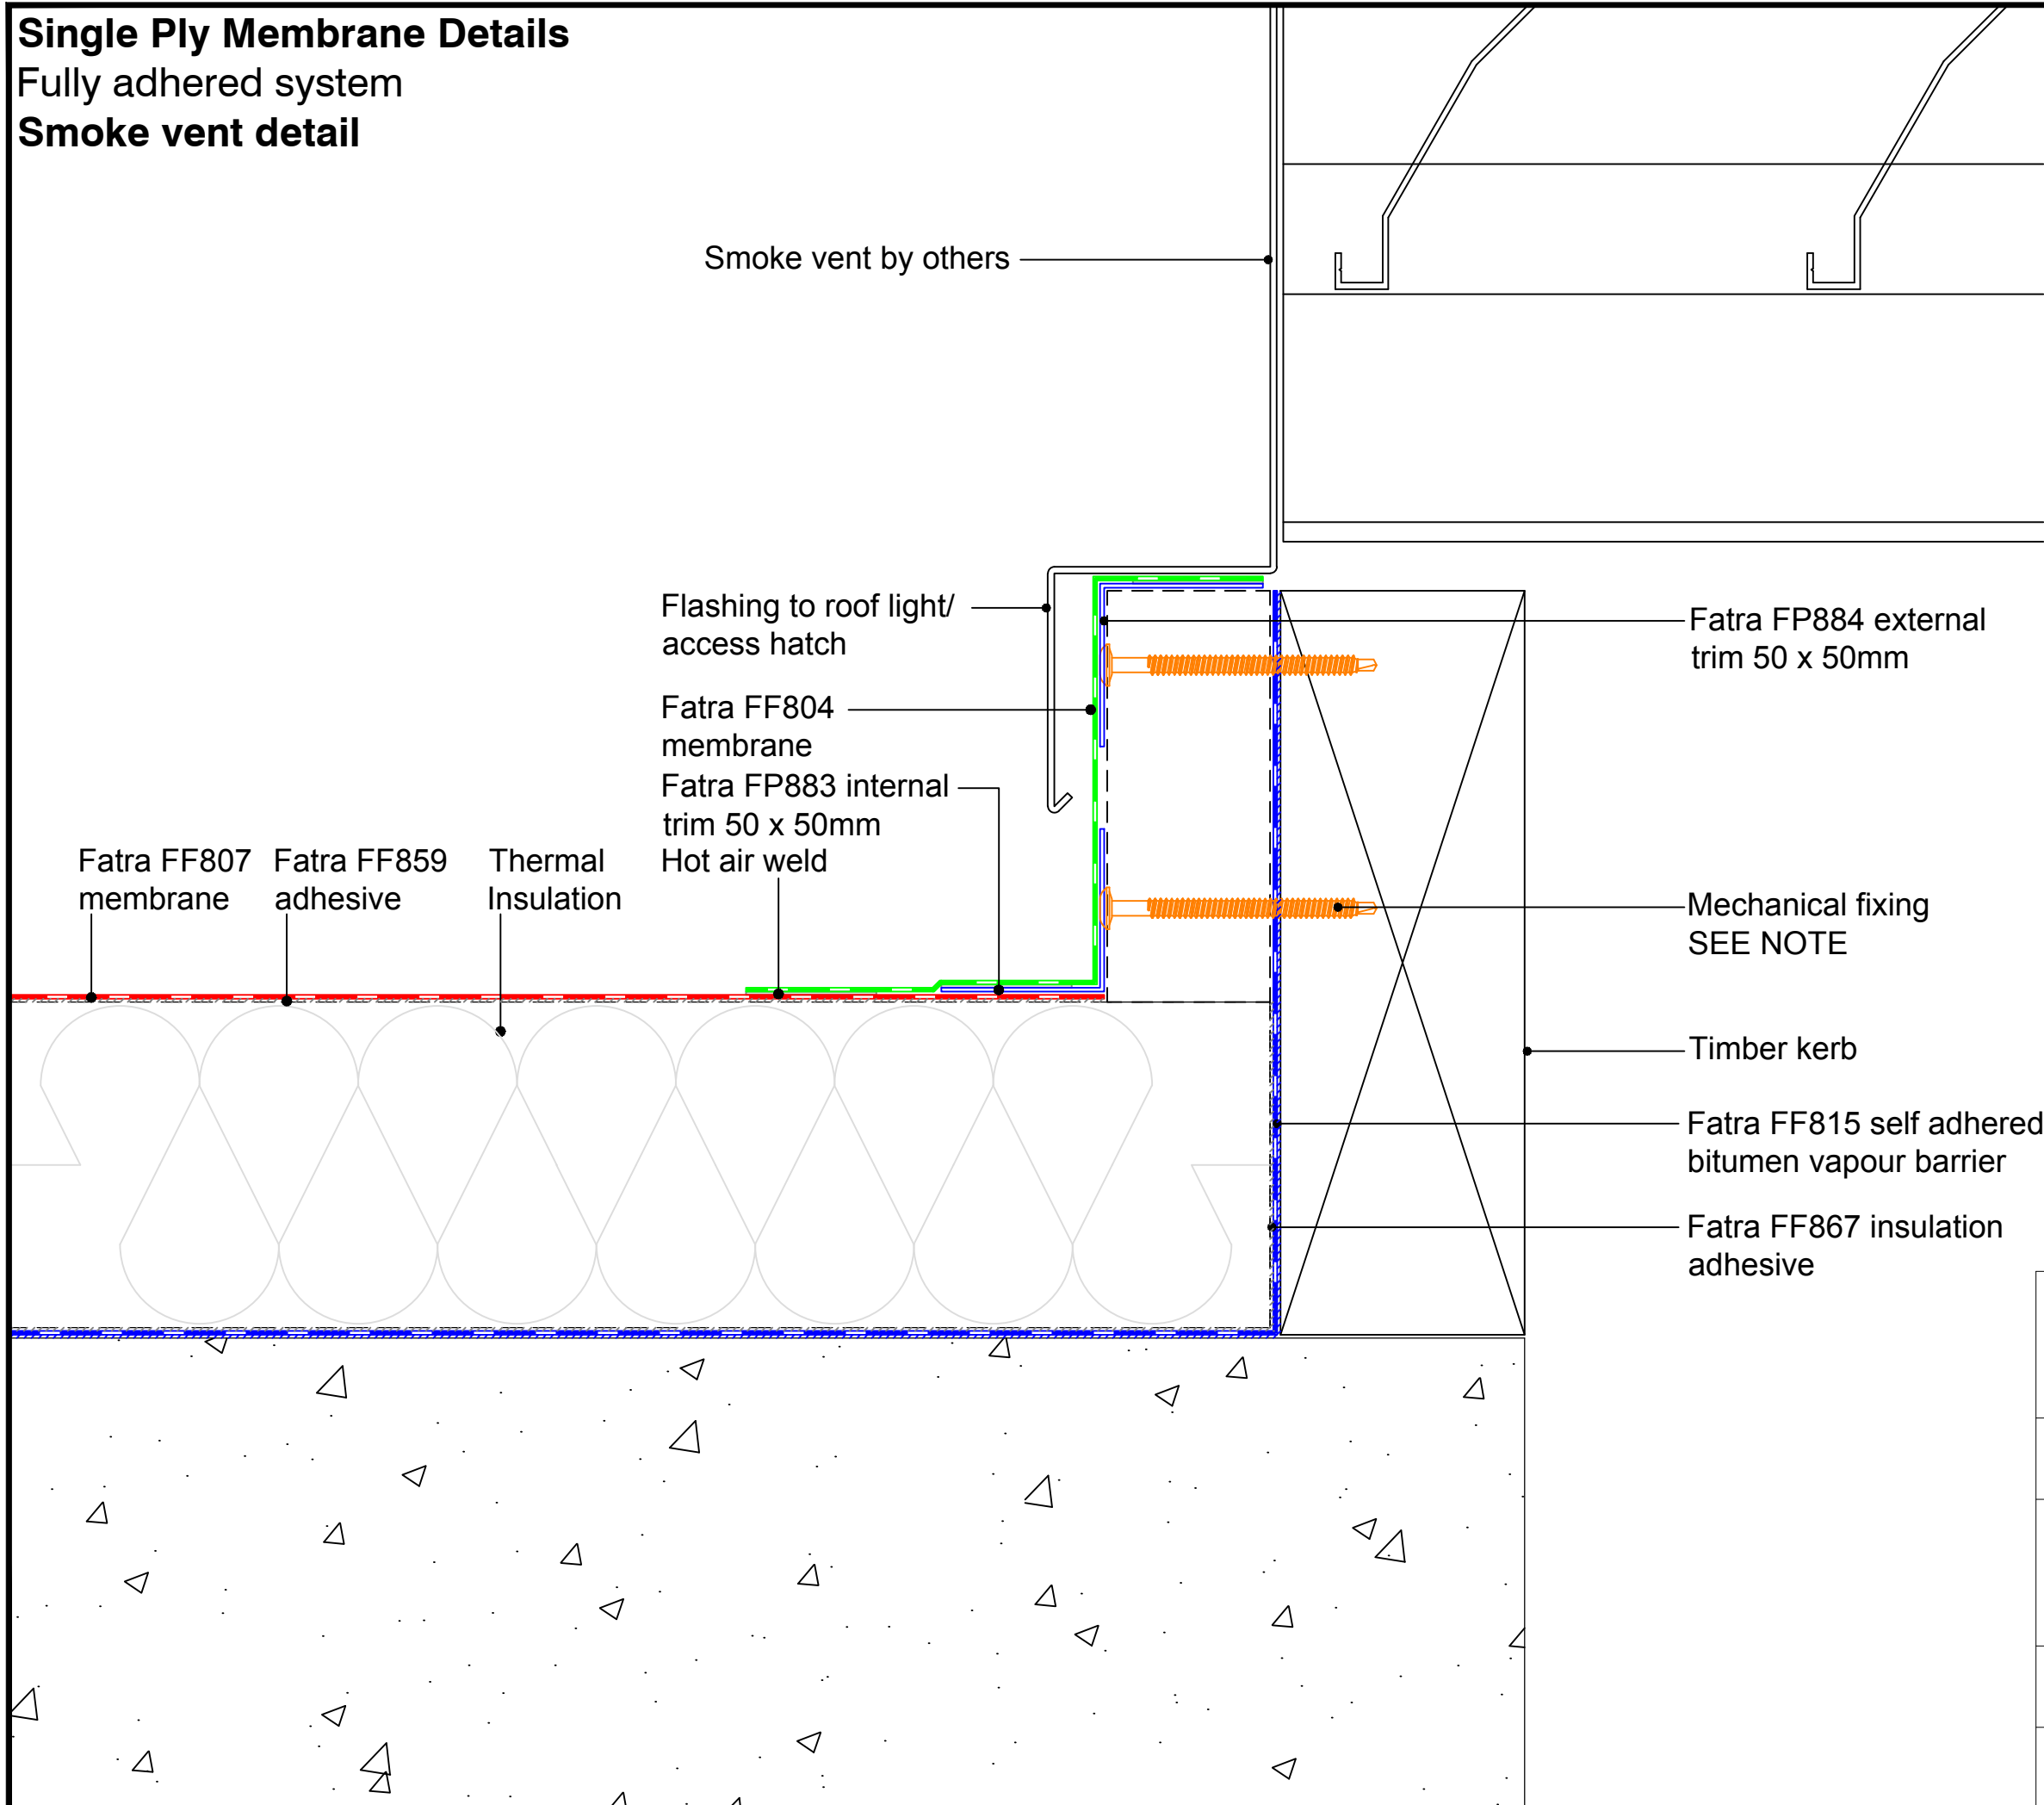 Single Ply Membrane Details
Fully adhered system
Smoke vent detail
Smoke vent by others
Flashing to roof light/
access hatch
Fatra FP884 external
trim 50 x 50mm
Fatra FF804
membrane
Fatra FP883 internal
trim 50 x 50mm
Hot air weld
Fatra FF807
membrane
Fatra FF859
adhesive
Thermal
Insulation
Mechanical fixing
SEE NOTE
Timber kerb
Fatra FF815 self adhered
bitumen vapour barrier
Fatra FF867 insulation
adhesive